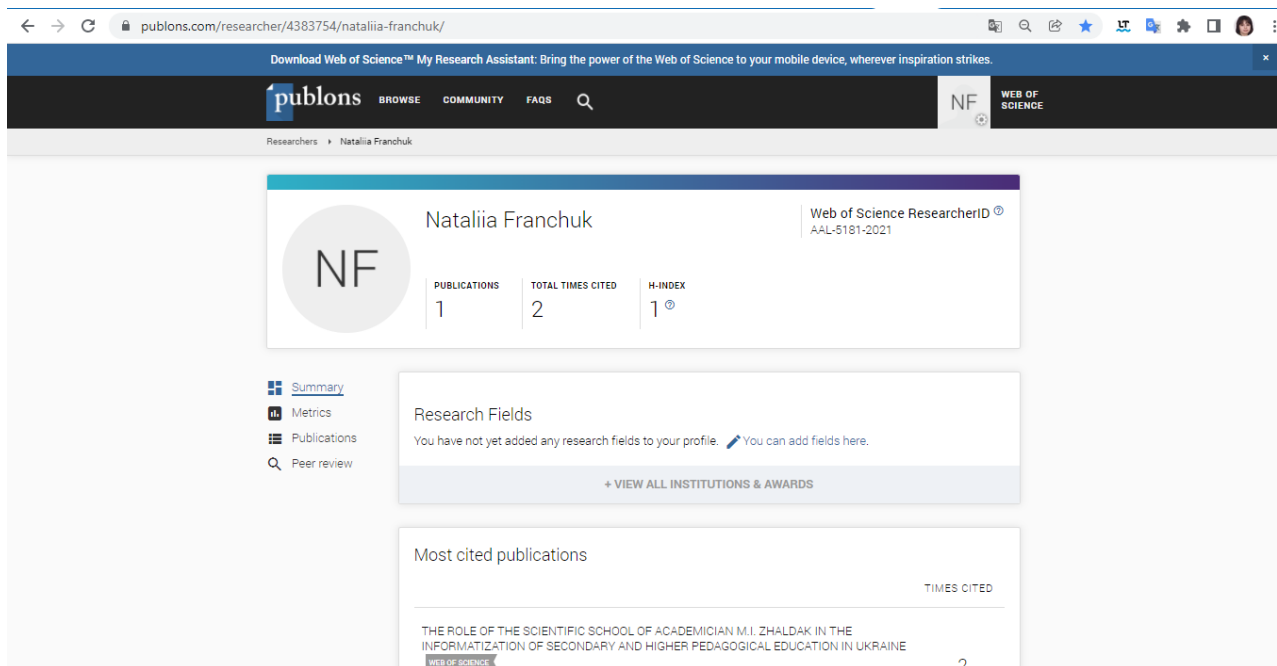 publons.com/researcher/4383754/nataliia-franchuk/
Download Web of Science™ My Research Assistant: Bring the power of the Web of Science to your mobile device, wherever inspiration strikes.
×
publons BROWSE COMMUNITY FAQS
NF
WEB OF
SCIENCE
Researchers Nataliia Franchuk
NF
Nataliia Franchuk
Web of Science ResearcherID ?
AAL-5181-2021
PUBLICATIONS TOTAL TIMES CITED H-INDEX
1 2 1 ?
Summary
Metrics
Publications
Peer review
Research Fields
You have not yet added any research fields to your profile. You can add fields here.
+ VIEW ALL INSTITUTIONS & AWARDS
Most cited publications
TIMES CITED
THE ROLE OF THE SCIENTIFIC SCHOOL OF ACADEMICIAN M.I. ZHALDAK IN THE
INFORMATIZATION OF SECONDARY AND HIGHER PEDAGOGICAL EDUCATION IN UKRAINE
WEB OF SCIENCE
2